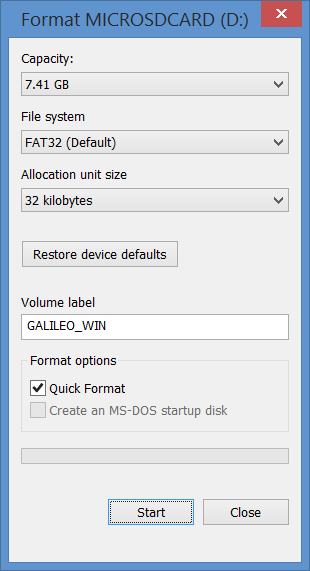 Format MICROSDCARD (D:)
Capacity:
7.41 GB
File system
FAT32 (Default)
Allocation unit size
32 kilobytes
Restore device defaults
Volume label
GALILEO_WIN
Format options
Quick Format
Create an MS-DOS startup disk
Start
Close